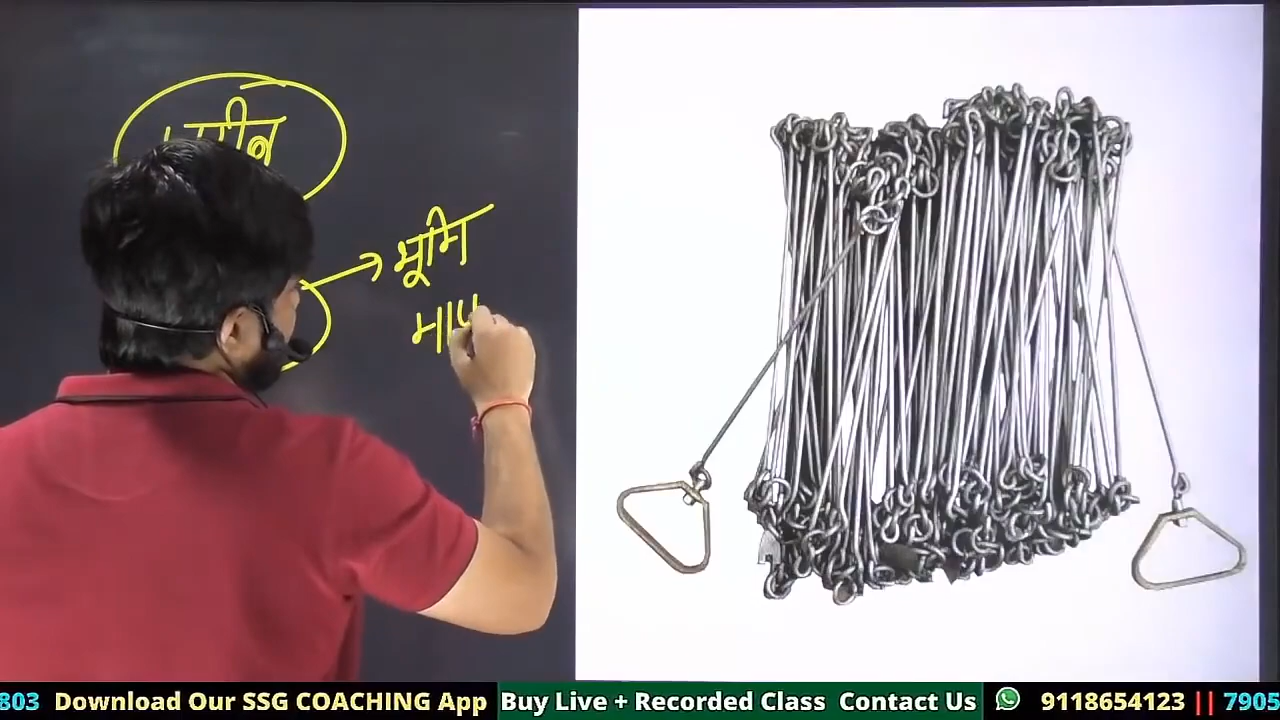 भूमि
माप
803 Download Our SSG COACHING App Buy Live + Recorded Class Contact Us 9118654123 || 7905